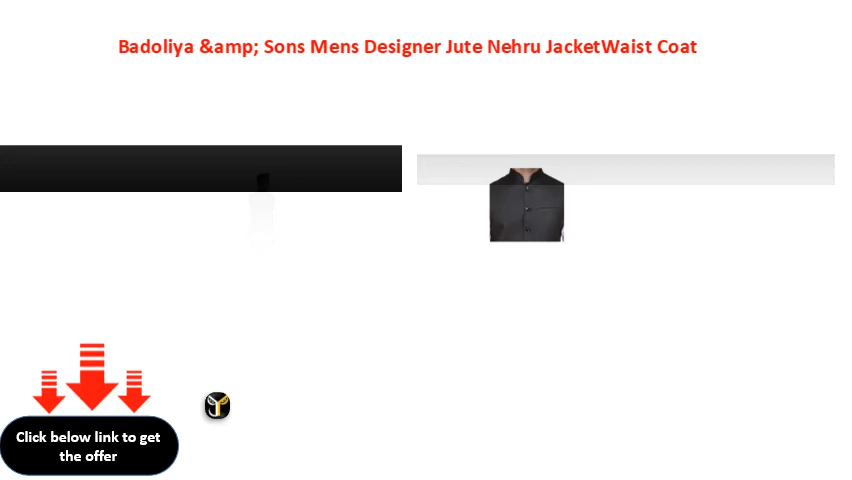 Badoliya &amp; Sons Mens Designer Jute Nehru JacketWaist Coat
Click below link to get
the offer